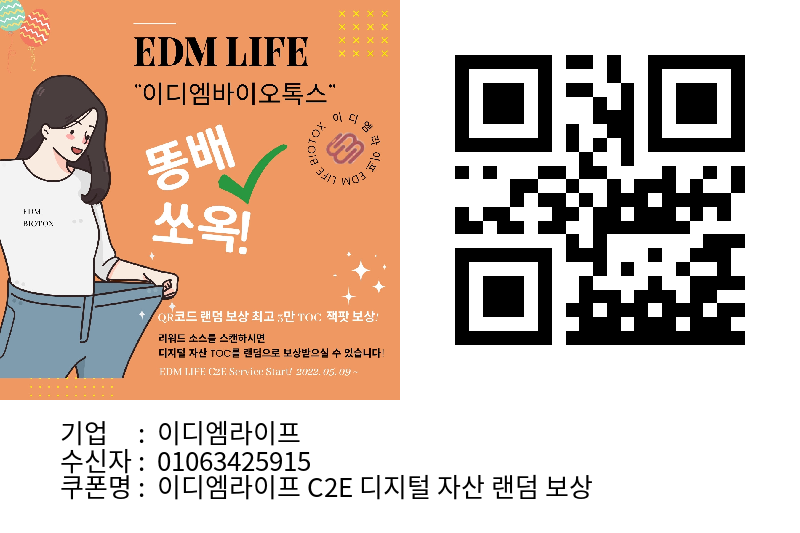 EDM LIFE
"이디엠바이오톡스"
똥배
쏘옥!
이디엠라이프 EDM LIFE BIOTOX
EDM
BIOTOX
QR코드 랜덤 보상 최고 5만 TOC 잭팟 보상!
리워드 소스를 스캔하시면
디지털 자산 TOC를 랜덤으로 보상받으실 수 있습니다!
EDM LIFE C2E Service Start! 2022. 05. 09 ~
기업 : 이디엠라이프
수신자 : 01063425915
쿠폰명 : 이디엠라이프 C2E 디지털 자산 랜덤 보상